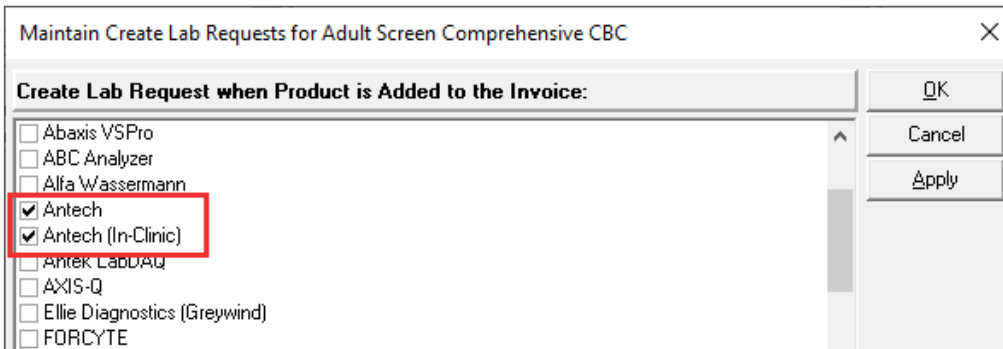 Maintain Create Lab Requests for Adult Screen Comprehensive CBC
Create Lab Request when Product is Added to the Invoice:
OK
Abaxis VSPro
Cancel
ABC Analyzer
Alfa Wassermann
Apply
Antech
Antech (In-Clinic)
Antek LabDAQ
AXIS-Q
Ellie Diagnostics (Greywind)
FORCYTE